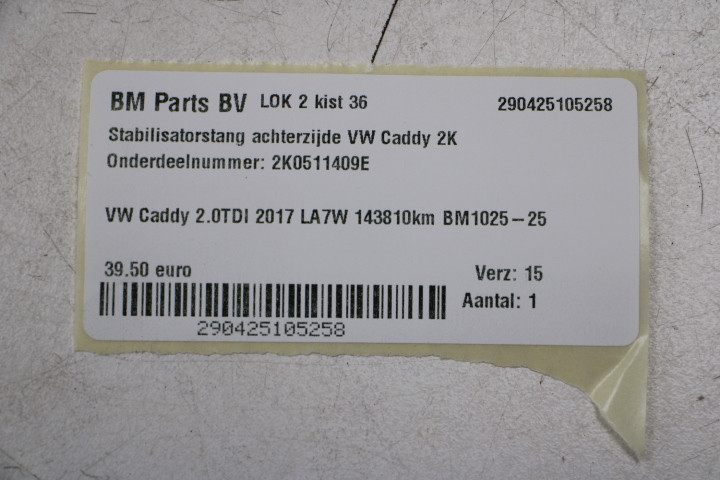 BM Parts BV LOK 2 kist 36 290425105258
Stabilisatorstang achterzijde VW Caddy 2K
Onderdeelnummer: 2K0511409E
VW Caddy 2.0TDI 2017 LA7W 143810km BM1025-25
39.50 euro Verz: 15
Aantal: 1
290425105258